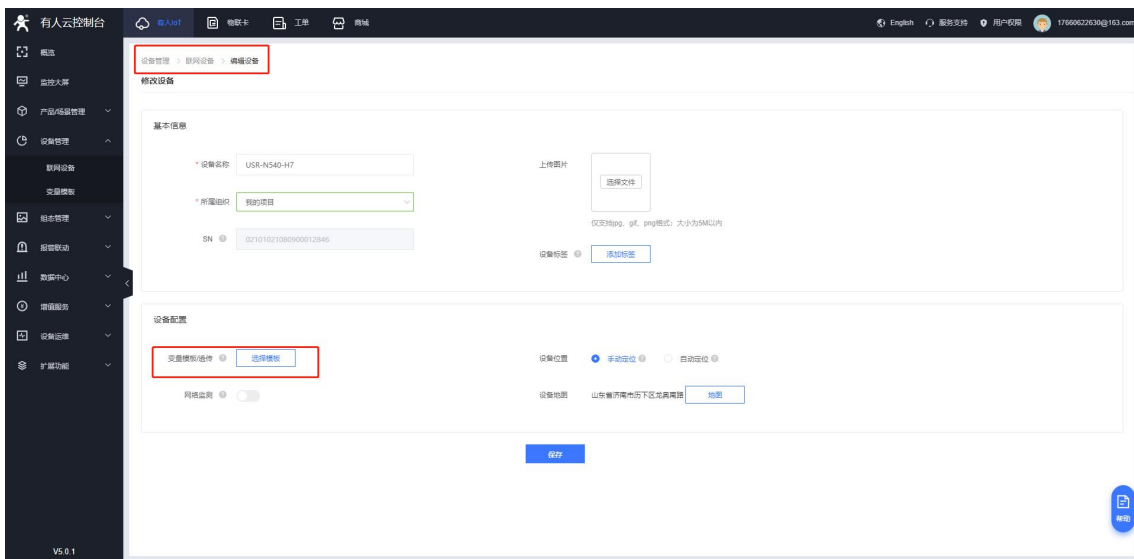 有人云控制台
有人IoT
物联卡
工单
商城
English
服务支持
用户权限
17660622630@163.com
概览
监控大屏
产品/场景管理
设备管理
联网设备
变量模板
组态管理
报警联动
数据中心
增值服务
设备运维
扩展功能
V5.0.1
设备管理 > 联网设备 > 编辑设备
修改设备
基本信息
* 设备名称 USR-N540-H7
* 所属组织 我的项目
SN 02101021080900012846
上传图片 选择文件
仅支持jpg、gif、png格式；大小为5M以内
设备标签 添加标签
设备配置
变量模板/透传 选择模板
网络监测
设备位置 手动定位 自动定位
设备地图 山东省济南市历下区龙奥南路 地图
保存
帮助